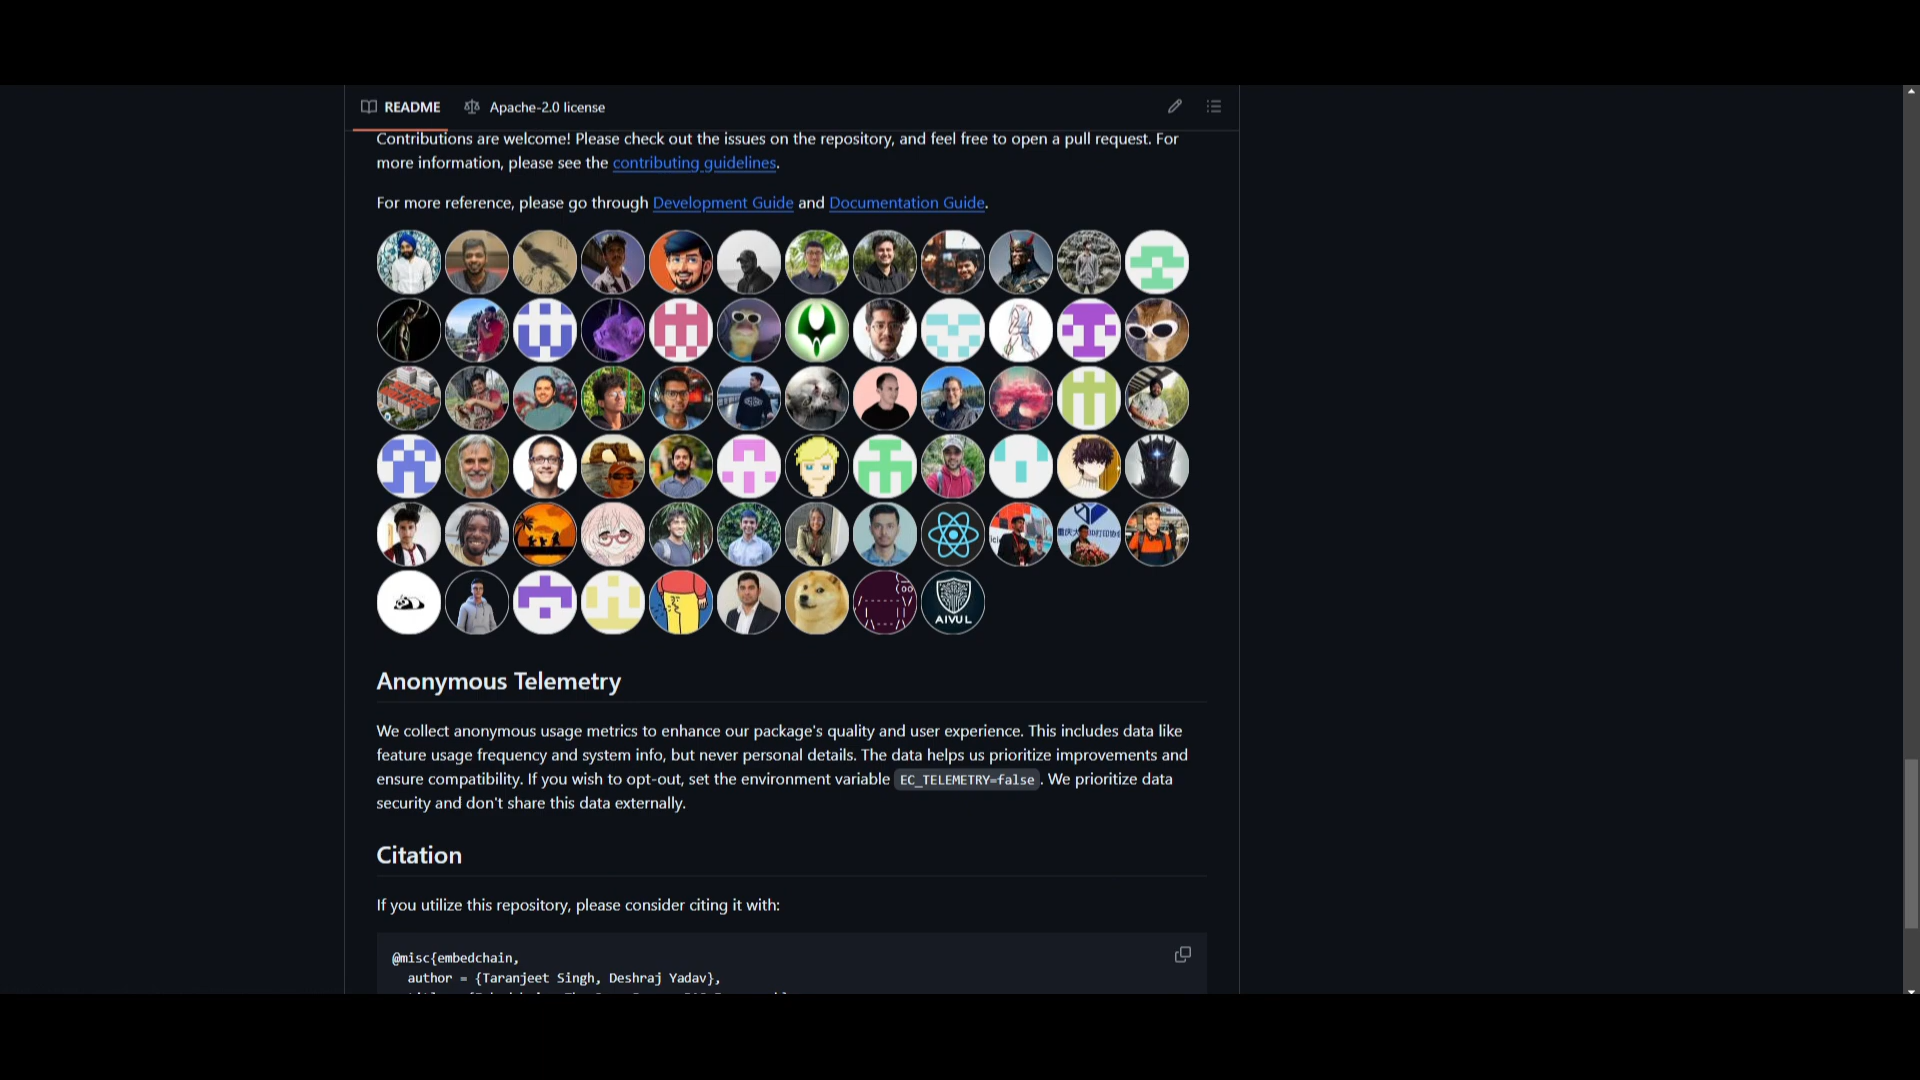 README
Apache-2.0 license
Contributions are welcome! Please check out the issues on the repository, and feel free to open a pull request. For
more information, please see the contributing guidelines.
For more reference, please go through Development Guide and Documentation Guide.
AIVUL
Anonymous Telemetry
We collect anonymous usage metrics to enhance our package's quality and user experience. This includes data like
feature usage frequency and system info, but never personal details. The data helps us prioritize improvements and
ensure compatibility. If you wish to opt-out, set the environment variable EC_TELEMETRY=false. We prioritize data
security and don't share this data externally.
Citation
If you utilize this repository, please consider citing it with:
@misc{embedchain,
author = {Taranjeet Singh, Deshraj Yadav},